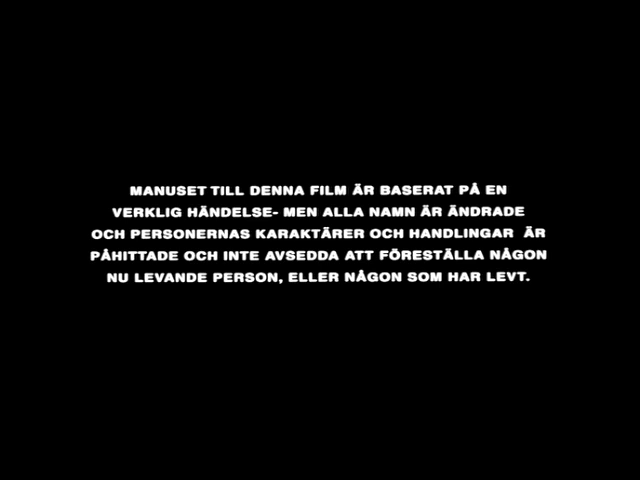 MANUSET TILL DENNA FILM ÄR BASERAT PÅ EN
VERKLIG HÄNDELSE- MEN ALLA NAMN ÄR ÄNDRADE
OCH PERSONERNAS KARAKTÄRER OCH HANDLINGAR ÄR
PÅHITTADE OCH INTE AVSEDDA ATT FÖRESTÄLLA NÅGON
NU LEVANDE PERSON, ELLER NÅGON SOM HAR LEVT.